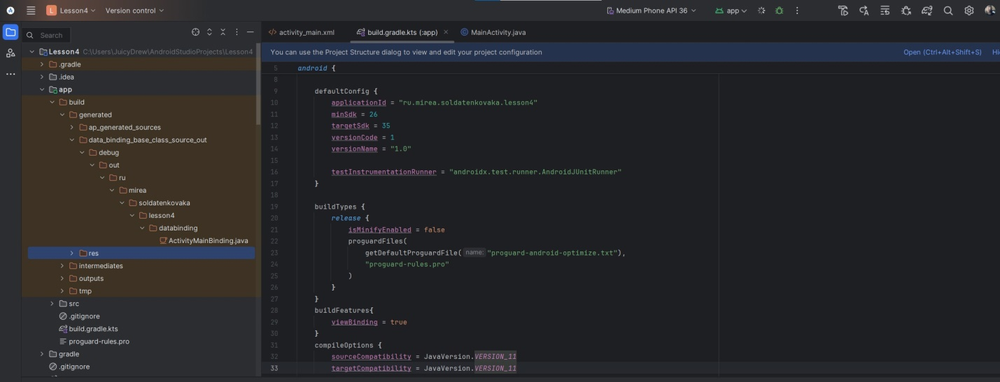 L Lesson4 Version control Medium Phone API 36 app
Search
activity_main.xml build.gradle.kts (:app) MainActivity.java
You can use the Project Structure dialog to view and edit your project configuration Open (Ctrl+Alt+Shift+S) Hi
Lesson4 C:\Users\JuicyDrew\AndroidStudioProjects\Lesson4
.gradle
.idea
app
build
generated
ap_generated_sources
data_binding_base_class_source_out
debug
out
ru
mirea
soldatenkovaka
lesson4
databinding
ActivityMainBinding.java
res
intermediates
outputs
tmp
src
.gitignore
build.gradle.kts
proguard-rules.pro
gradle
.gitignore
5 android {
8
9 defaultConfig {
10 applicationId = "ru.mirea.soldatenkovaka.lesson4"
11 minSdk = 26
12 targetSdk = 35
13 versionCode = 1
14 versionName = "1.0"
15
16 testInstrumentationRunner = "androidx.test.runner.AndroidJUnitRunner"
17 }
18
19 buildTypes {
20 release {
21 isMinifyEnabled = false
22 proguardFiles(
23 getDefaultProguardFile( name: "proguard-android-optimize.txt"),
24 "proguard-rules.pro"
25 )
26 }
27 }
28 buildFeatures{
29 viewBinding = true
30 }
31 compileOptions {
32 sourceCompatibility = JavaVersion.VERSION_11
33 targetCompatibility = JavaVersion.VERSION_11